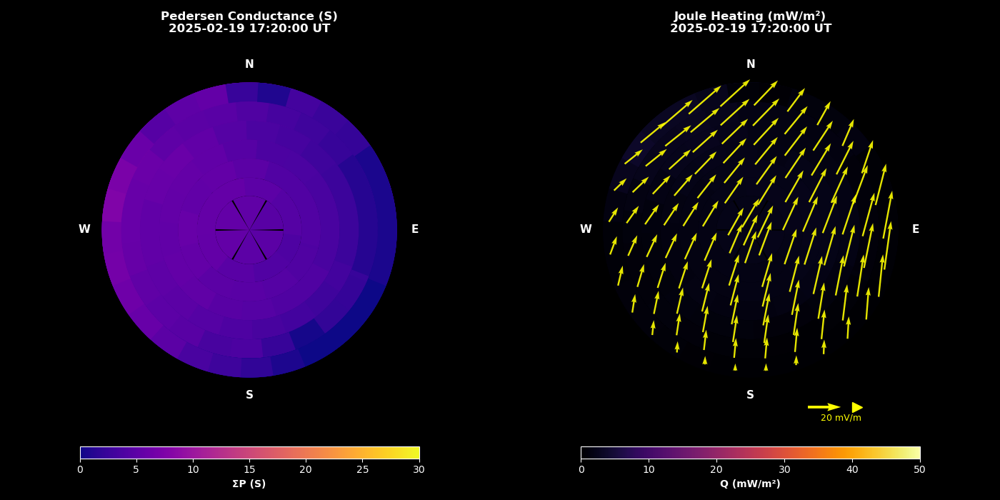 Pedersen Conductance (S)
2025-02-19 17:20:00 UT
N
W
E
S
0 5 10 15 20 25 30
ΣP (S)
Joule Heating (mW/m²)
2025-02-19 17:20:00 UT
N
W
E
S
20 mV/m
0 10 20 30 40 50
Q (mW/m²)